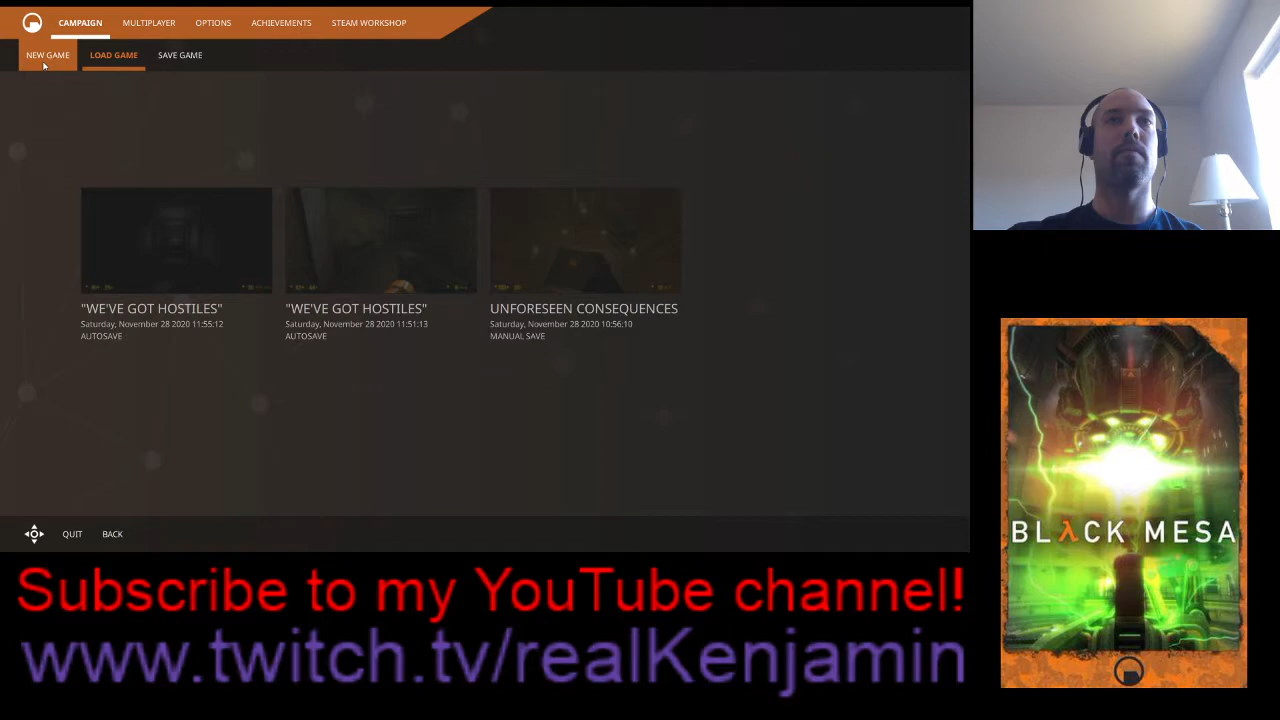 CAMPAIGN MULTIPLAYER OPTIONS ACHIEVEMENTS STEAM WORKSHOP
NEW GAME LOAD GAME SAVE GAME
"WE'VE GOT HOSTILES"
Saturday, November 28 2020 11:55:12
AUTOSAVE
"WE'VE GOT HOSTILES"
Saturday, November 28 2020 11:51:13
AUTOSAVE
UNFORESEEN CONSEQUENCES
Saturday, November 28 2020 10:56:10
MANUAL SAVE
QUIT BACK
BLλCK MESA
Subscribe to my YouTube channel!
www.twitch.tv/realKenjamin